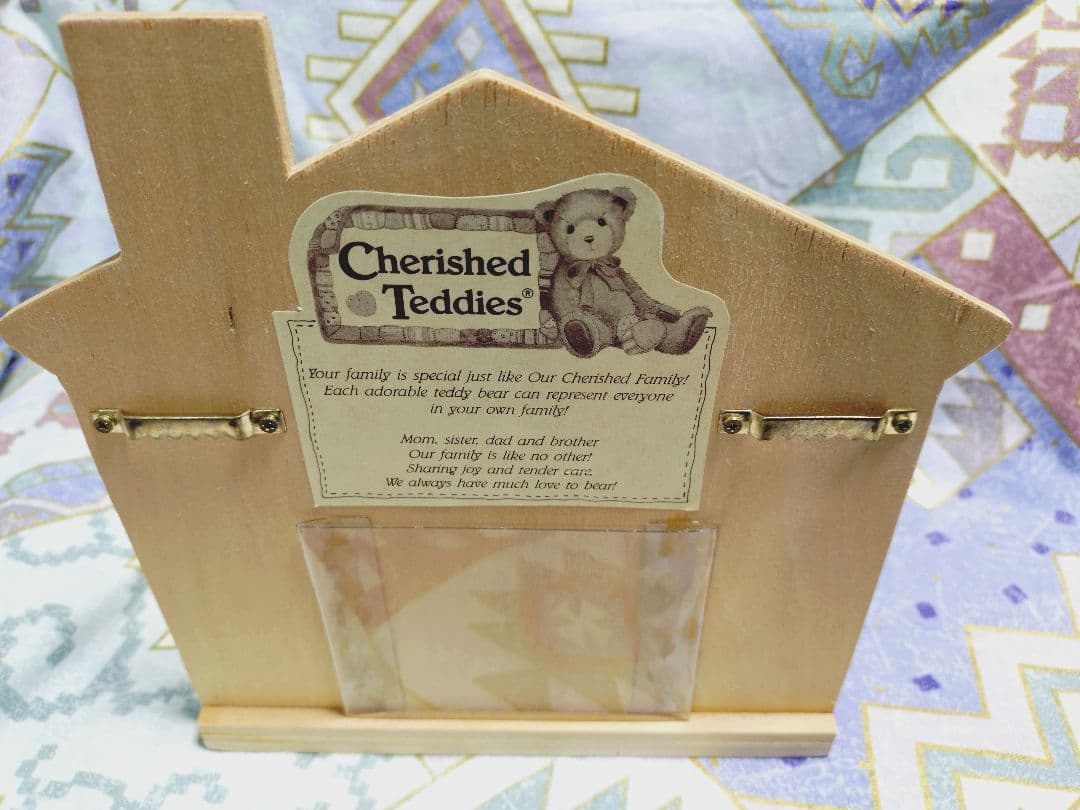 Cherished
Teddies®
Your family is special just like Our Cherished Family!
Each adorable teddy bear can represent everyone
in your own family!
Mom, sister, dad and brother
Our family is like no other!
Sharing joy and tender care,
We always have much love to bear!